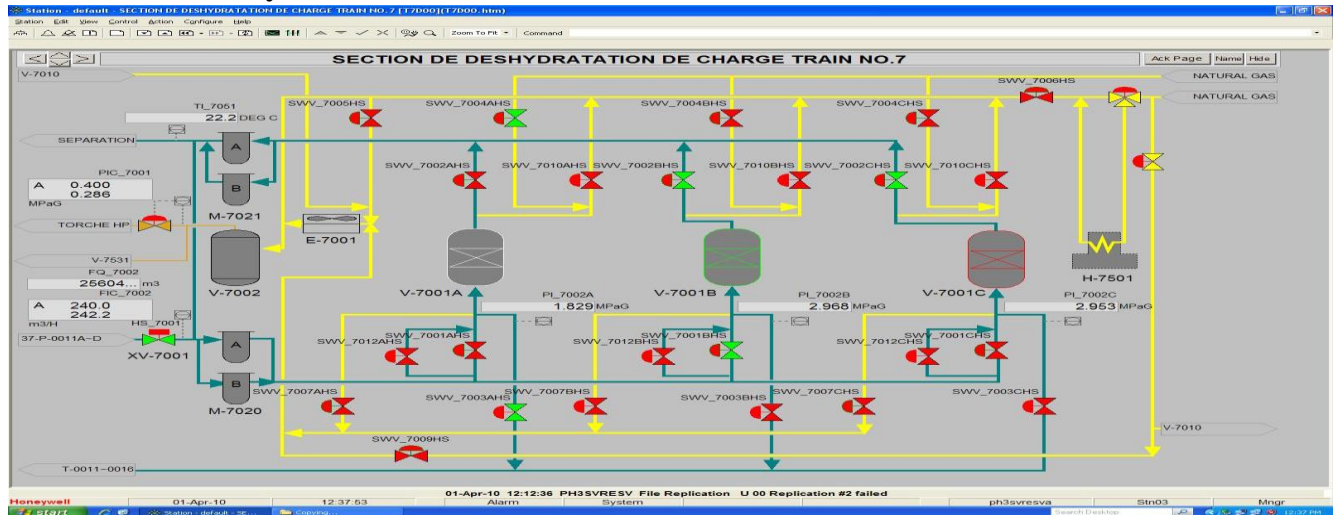 Station - default - SECTION DE DESHYDRATATION DE CHARGE TRAIN NO.7 [T7D00](T7D00.htm)
Station Edit View Control Action Configure Help
Zoom To Fit Command
SECTION DE DESHYDRATATION DE CHARGE TRAIN NO.7 Ack Page Name Hide
V-7010 NATURAL GAS
SWV_7006HS
NATURAL GAS
TI_7051 SWV_7005HS SWV_7004AHS SWV_7004BHS SWV_7004CHS
22.2 DEG C
SEPARATION A
SWV_7002AHS SWV_7010AHS SWV_7002BHS SWV_7010BHS SWV_7002CHS SWV_7010CHS
PIC_7001
A 0.400
0.286
MPaG
B
M-7021
TORCHE HP
E-7001
V-7531
H-7501
FQ_7002
25604... m3
V-7002
V-7001A V-7001B V-7001C
FIC_7002
PI_7002A PI_7002B PI_7002C
A 240.0
242.2
m3/H
1.829 MPaG 2.968 MPaG 2.953 MPaG
HS_7001
37-P-0011A~D
XV-7001
A
SWV_7012AHS SWV_7001AHS SWV_7012BHS SWV_7001BHS SWV_7012CHS SWV_7001CHS
B
M-7020
SWV_7007AHS SWV_7003AHS SWV_7007BHS SWV_7003BHS SWV_7007CHS SWV_7003CHS
V-7010
SWV_7009HS
T-0011~0016
01-Apr-10 12:12:36 PH3SVRESV File Replication U 00 Replication #2 failed
Honeywell 01-Apr-10 12:37:53 Alarm System ph3svresva Stn03 Mngr
start Station - default - SE... Copying... Search Desktop 12:37 PM